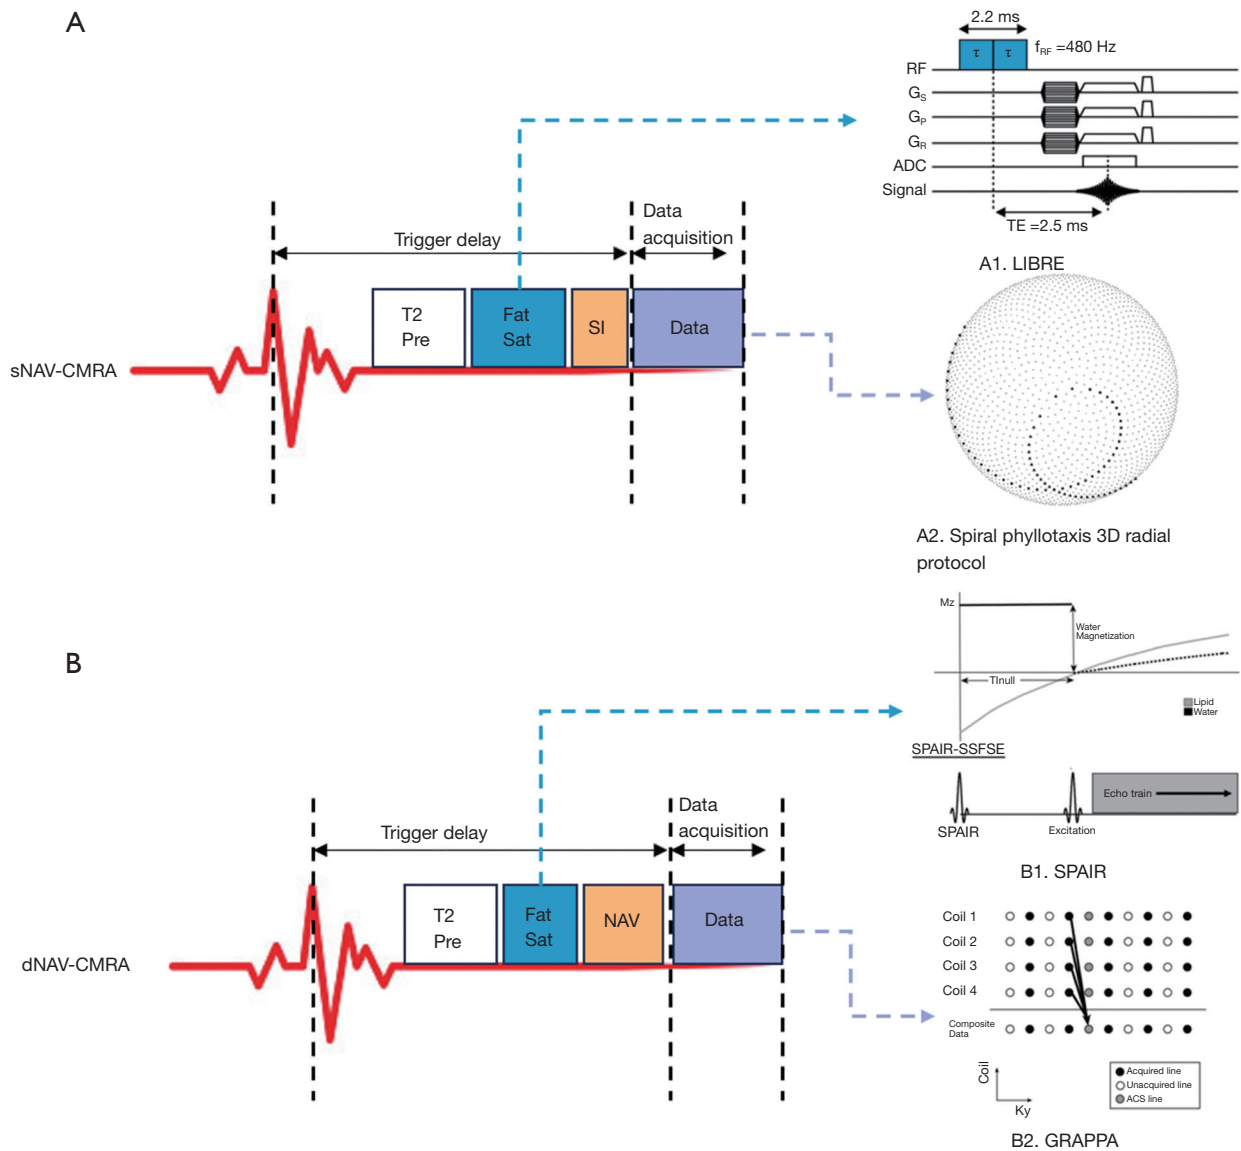 A
2.2 ms
τ τ
fRF =480 Hz
RF
GS
GP
GR
ADC
Signal
TE =2.5 ms
A1. LIBRE
Trigger delay
Data
acquisition
T2
Pre
Fat
Sat
SI
Data
sNAV-CMRA
A2. Spiral phyllotaxis 3D radial
protocol
B
Mz
Water
Magnetization
TInull
Lipid
Water
SPAIR-SSFSE
Echo train
SPAIR
Excitation
B1. SPAIR
Trigger delay
Data
acquisition
T2
Pre
Fat
Sat
NAV
Data
dNAV-CMRA
Coil 1
Coil 2
Coil 3
Coil 4
Composite
Data
Coil
Ky
Acquired line
Unacquired line
ACS line
B2. GRAPPA